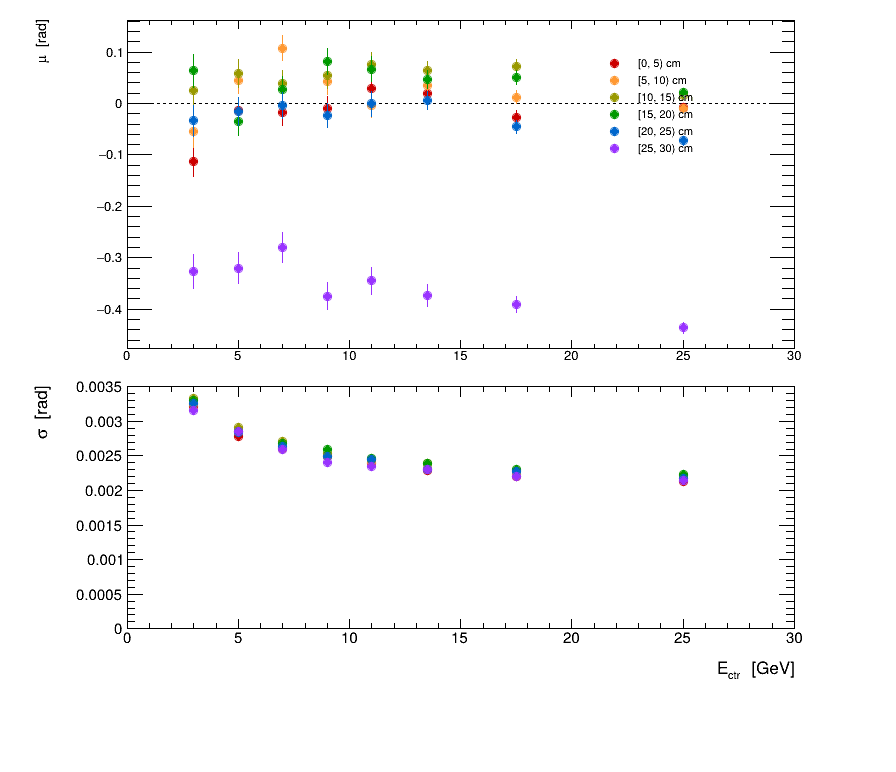 μ [rad]
0.1
0
−0.1
−0.2
−0.3
−0.4
[0, 5) cm
[5, 10) cm
[10, 15) cm
[15, 20) cm
[20, 25) cm
[25, 30) cm
0 5 10 15 20 25 30
σ [rad]
0.0035
0.003
0.0025
0.002
0.0015
0.001
0.0005
0
0 5 10 15 20 25 30
E_ctr [GeV]